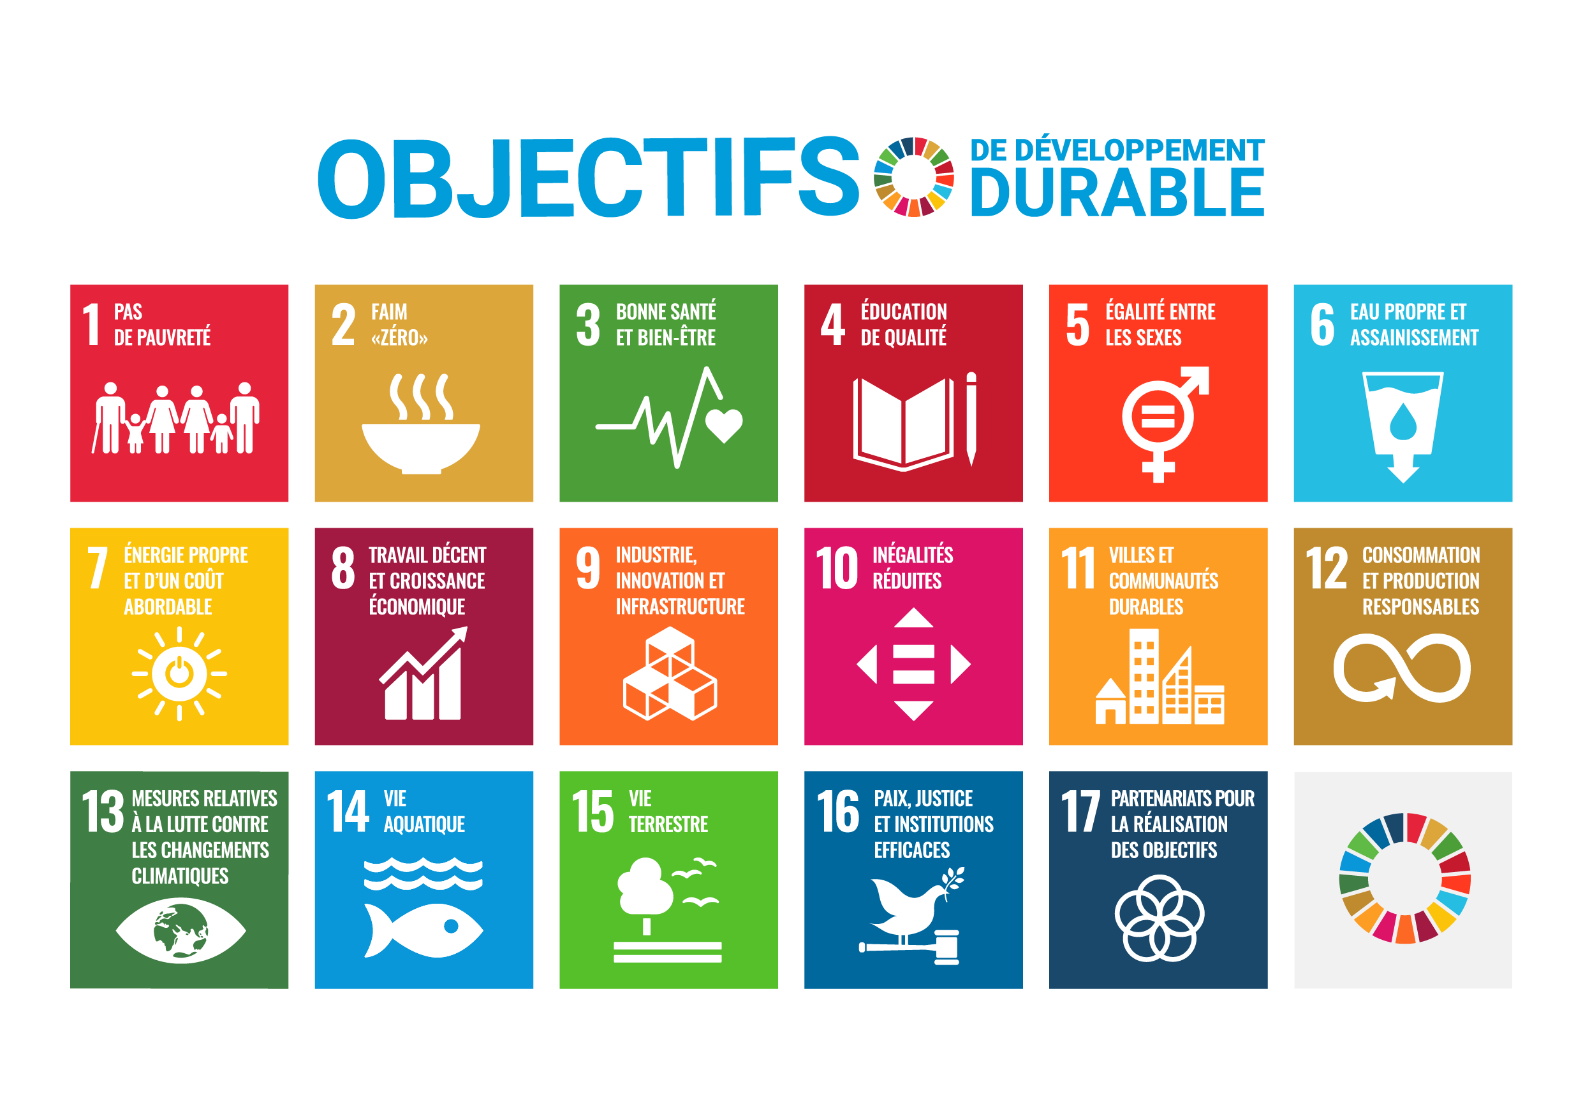 OBJECTIFS
DE DÉVELOPPEMENT
DURABLE
1 PAS
DE PAUVRETÉ
2 FAIM
«ZÉRO»
3 BONNE SANTÉ
ET BIEN-ÊTRE
4 ÉDUCATION
DE QUALITÉ
5 ÉGALITÉ ENTRE
LES SEXES
6 EAU PROPRE ET
ASSAINISSEMENT
7 ÉNERGIE PROPRE
ET D'UN COÛT
ABORDABLE
8 TRAVAIL DÉCENT
ET CROISSANCE
ÉCONOMIQUE
9 INDUSTRIE,
INNOVATION ET
INFRASTRUCTURE
10 INÉGALITÉS
RÉDUITES
11 VILLES ET
COMMUNAUTÉS
DURABLES
12 CONSOMMATION
ET PRODUCTION
RESPONSABLES
13 MESURES RELATIVES
À LA LUTTE CONTRE
LES CHANGEMENTS
CLIMATIQUES
14 VIE
AQUATIQUE
15 VIE
TERRESTRE
16 PAIX, JUSTICE
ET INSTITUTIONS
EFFICACES
17 PARTENARIATS POUR
LA RÉALISATION
DES OBJECTIFS